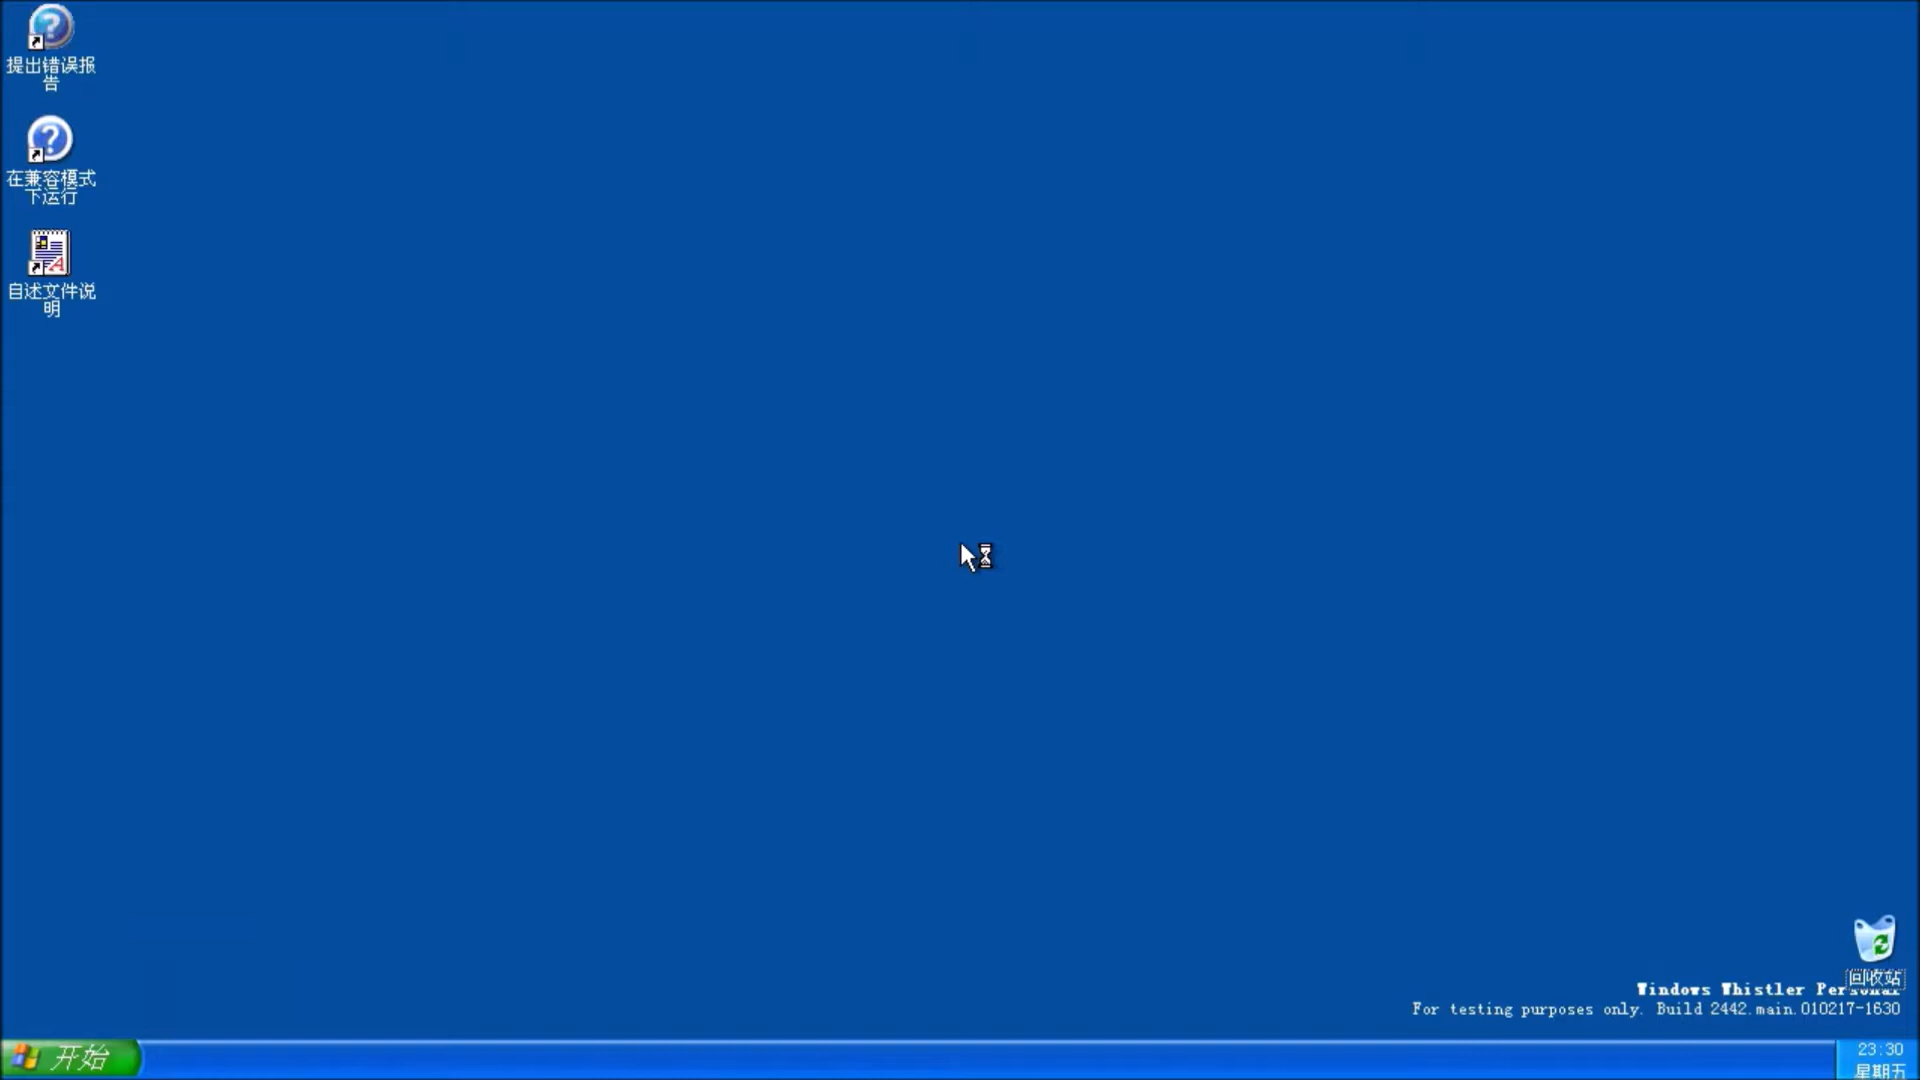 提出错误报
告
在兼容模式
下运行
自述文件说
明
回收站
Windows Whistler Personal
For testing purposes only. Build 2442.main.010217-1630
开始
23:30
星期五